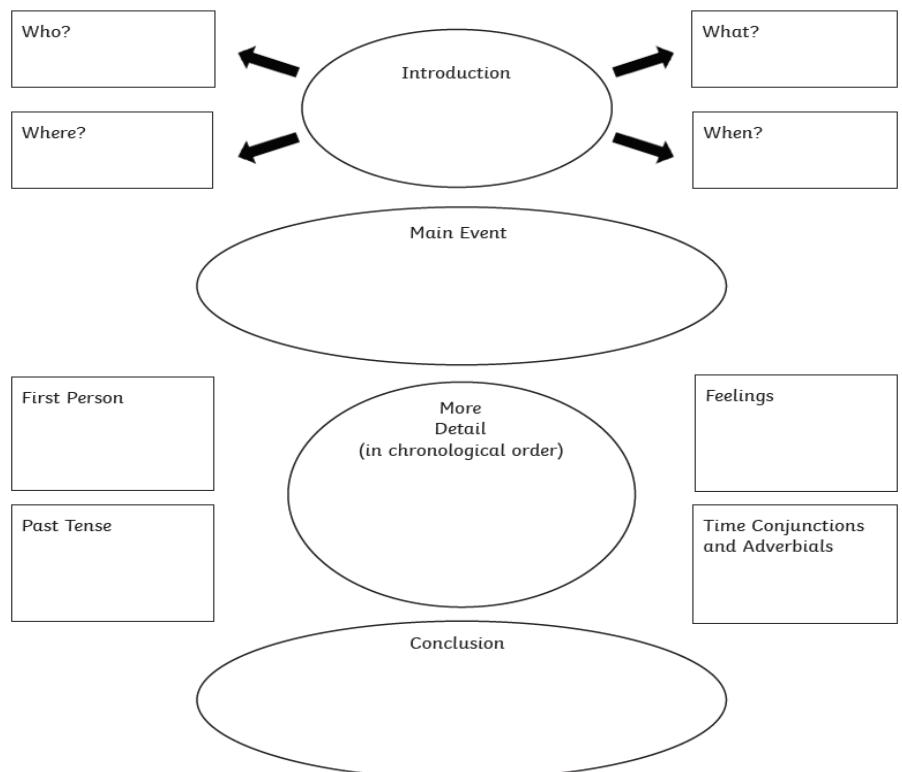 Who?
Introduction
What?
Where?
When?
Main Event
First Person
More
Detail
(in chronological order)
Feelings
Past Tense
Time Conjunctions
and Adverbials
Conclusion